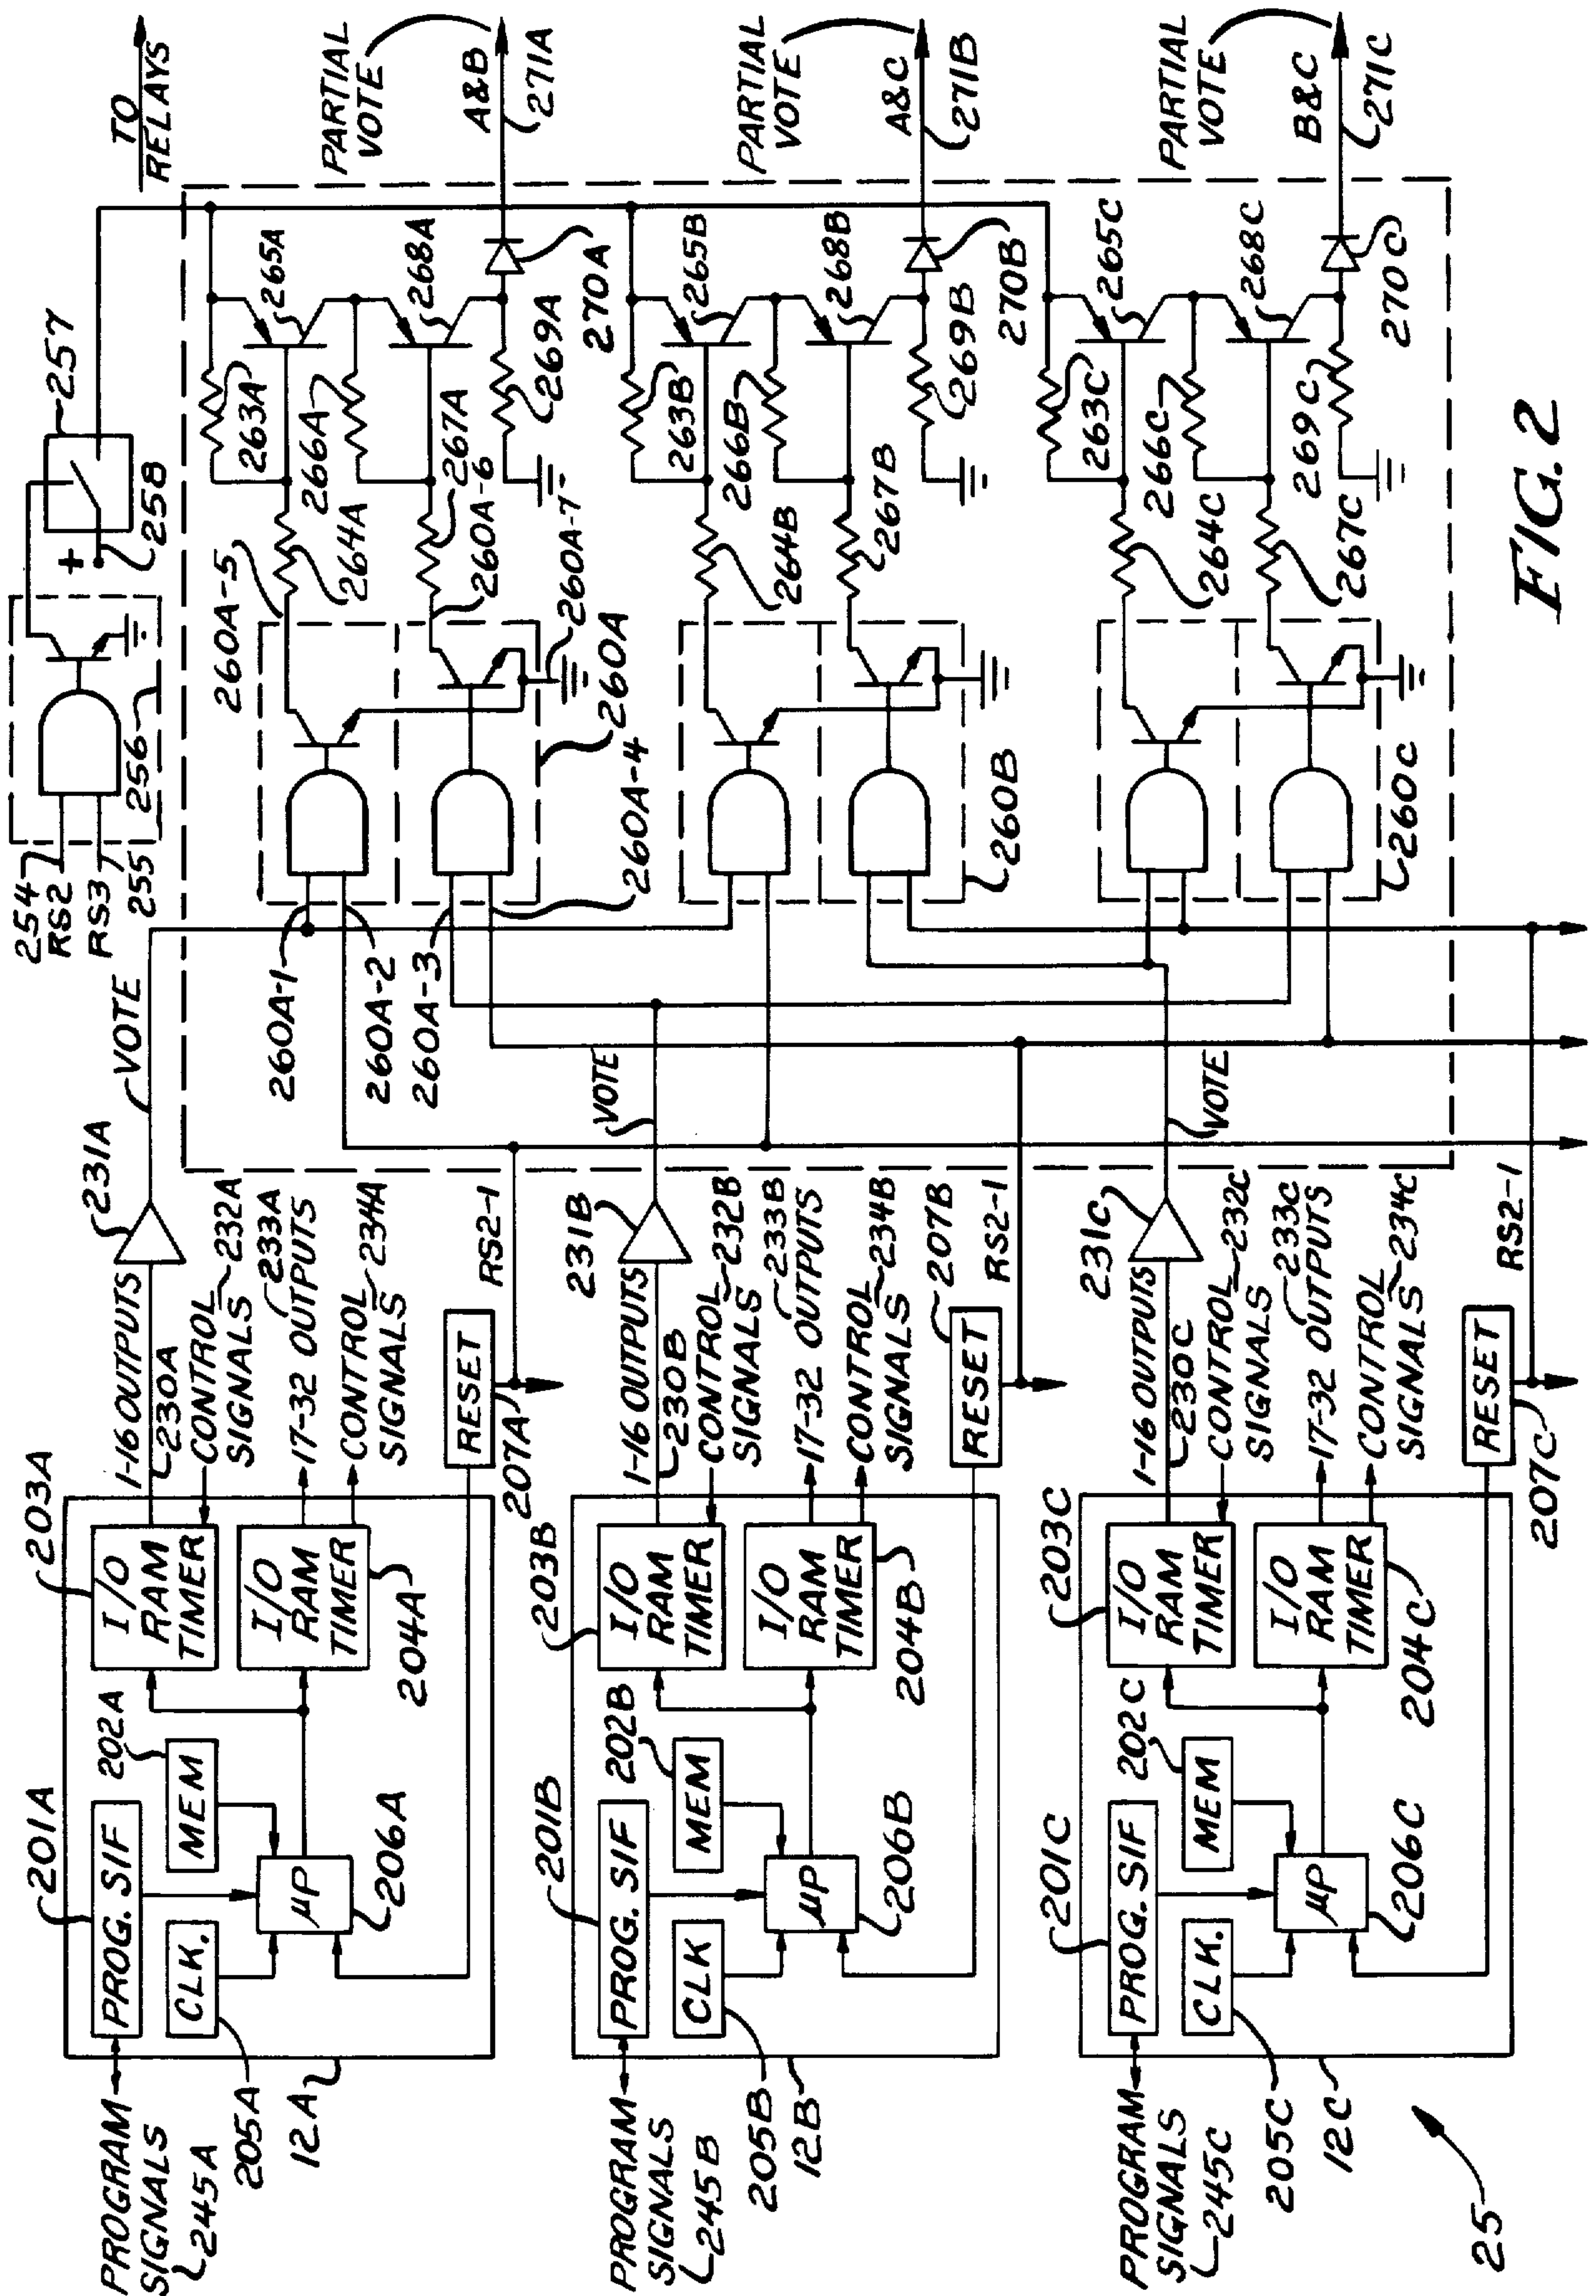 TO
RELAYS
PARTIAL
VOTE
A&B
271A
PARTIAL
VOTE
A&C
271B
PARTIAL
VOTE
B&C
271C
257
+
258
256
254
RS2
RS3
255
263A
265A
266A
268A
264A
267A
269A
270A
260A-5
260A-6
260A-7
260A
260A-4
260A-1
260A-2
260A-3
263B
265B
266B
268B
264B
267B
269B
270B
260B
263C
265C
266C
268C
264C
267C
269C
270C
260C
FIG. 2
VOTE
231A
1-16 OUTPUTS
230A
CONTROL
SIGNALS
232A
233A
17-32 OUTPUTS
CONTROL
SIGNALS
234A
RS2-1
RESET
207A
203A
I/O
RAM
TIMER
I/O
RAM
TIMER
204A
202A
MEM
201A
PROG. SIF
CLK.
μP
206A
205A
12A
PROGRAM
SIGNALS
245A
VOTE
231B
1-16 OUTPUTS
230B
CONTROL
SIGNALS
232B
233B
17-32 OUTPUTS
CONTROL
SIGNALS
234B
207B
RS2-1
RESET
203B
I/O
RAM
TIMER
I/O
RAM
TIMER
204B
202B
MEM
201B
PROG. SIF
CLK
μP
206B
205B
12B
PROGRAM
SIGNALS
245B
VOTE
231C
1-16 OUTPUTS
230C
CONTROL
SIGNALS
232C
233C
17-32 OUTPUTS
CONTROL
SIGNALS
234C
RS2-1
RESET
207C
203C
I/O
RAM
TIMER
I/O
RAM
TIMER
204C
202C
MEM
201C
PROG. SIF
CLK.
μP
206C
205C
12C
PROGRAM
SIGNALS
245C
25